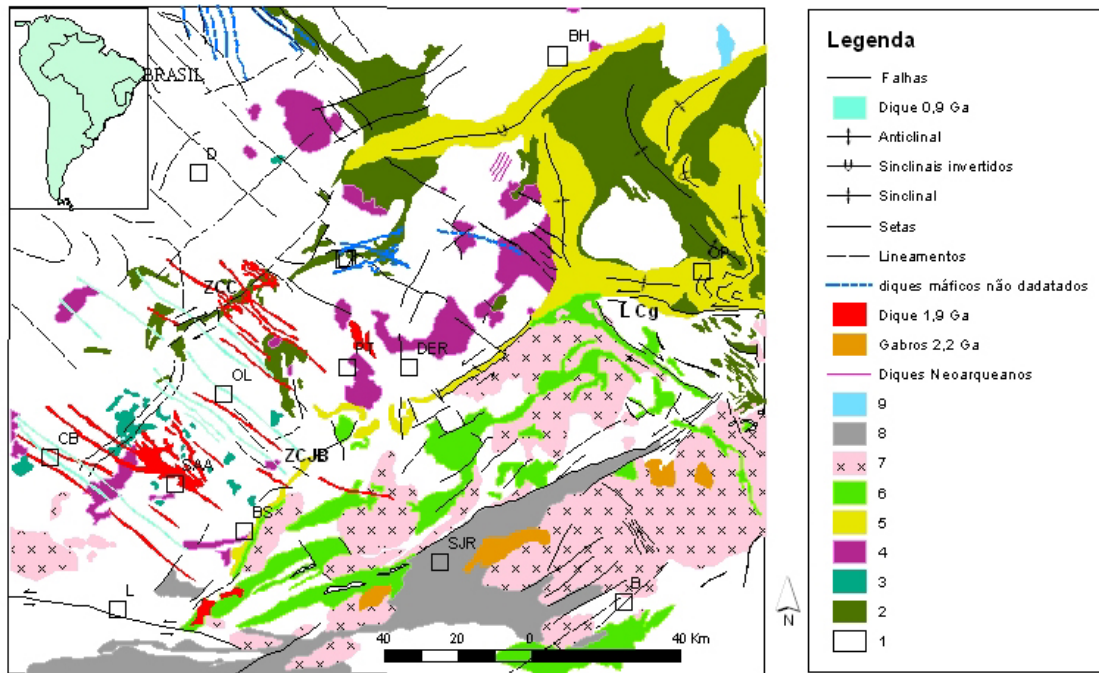 BRASIL
BH
D
LT
OP
ZCC
LCg
PT
DER
OL
ZCJB
CB
SAA
BS
SJR
L
B
40 20 0 40 Km
N
Legenda
Falhas
Dique 0,9 Ga
Anticlinal
Sinclinais invertidos
Sinclinal
Setas
Lineamentos
diques máficos não dadatados
Dique 1,9 Ga
Gabros 2,2 Ga
Diques Neoarqueanos
9
8
7
6
5
4
3
2
1